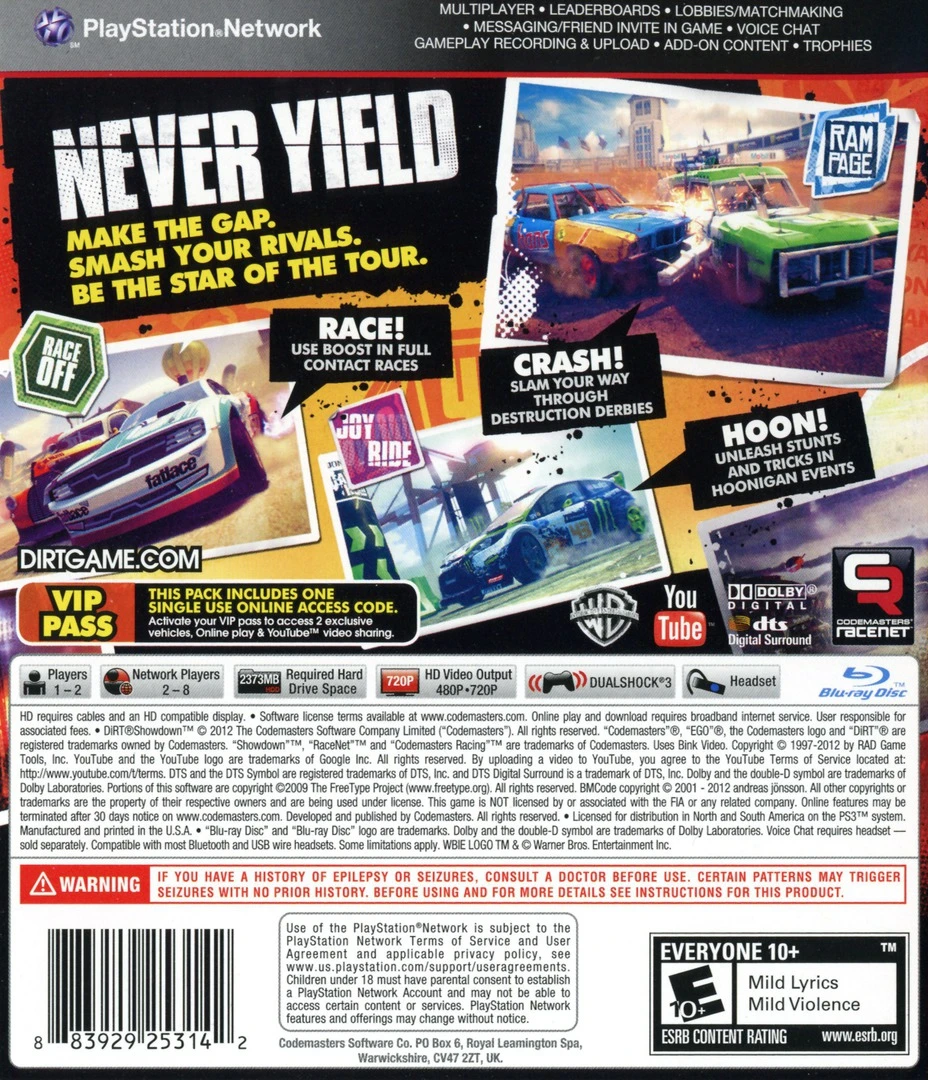 PlayStation®Network
SM
MULTIPLAYER • LEADERBOARDS • LOBBIES/MATCHMAKING
• MESSAGING/FRIEND INVITE IN GAME • VOICE CHAT
GAMEPLAY RECORDING & UPLOAD • ADD-ON CONTENT • TROPHIES
NEVER YIELD
MAKE THE GAP.
SMASH YOUR RIVALS.
BE THE STAR OF THE TOUR.
RAM
PAGE
RACE
OFF
RACE!
USE BOOST IN FULL
CONTACT RACES
CRASH!
SLAM YOUR WAY
THROUGH
DESTRUCTION DERBIES
JOY
RIDE
HOON!
UNLEASH STUNTS
AND TRICKS IN
HOONIGAN EVENTS
fatlace
DIRTGAME.COM
VIP
PASS
THIS PACK INCLUDES ONE
SINGLE USE ONLINE ACCESS CODE.
Activate your VIP pass to access 2 exclusive
vehicles, Online play & YouTube™ video sharing.
WB
You
Tube™
DOLBY®
DIGITAL
dts
Digital Surround
CODEMASTERS'
RACENET
Players
1 – 2
Network Players
2 – 8
2373MB
HDD
Required Hard
Drive Space
720P
HD Video Output
480P•720P
DUALSHOCK®3
Headset
Blu-ray Disc™
HD requires cables and an HD compatible display. • Software license terms available at www.codemasters.com. Online play and download requires broadband internet service. User responsible for
associated fees. • DiRT®Showdown™ © 2012 The Codemasters Software Company Limited ("Codemasters"). All rights reserved. "Codemasters"®, "EGO"®, the Codemasters logo and "DiRT"® are
registered trademarks owned by Codemasters. "Showdown"™, "RaceNet"™ and "Codemasters Racing"™ are trademarks of Codemasters. Uses Bink Video. Copyright © 1997-2012 by RAD Game
Tools, Inc. YouTube and the YouTube logo are trademarks of Google Inc. All rights reserved. By uploading a video to YouTube, you agree to the YouTube Terms of Service located at:
http://www.youtube.com/t/terms. DTS and the DTS Symbol are registered trademarks of DTS, Inc. and DTS Digital Surround is a trademark of DTS, Inc. Dolby and the double-D symbol are trademarks of
Dolby Laboratories. Portions of this software are copyright ©2009 The FreeType Project (www.freetype.org). All rights reserved. BMCode copyright © 2001 - 2012 andreas jönsson. All other copyrights or
trademarks are the property of their respective owners and are being used under license. This game is NOT licensed by or associated with the FIA or any related company. Online features may be
terminated after 30 days notice on www.codemasters.com. Developed and published by Codemasters. All rights reserved. • Licensed for distribution in North and South America on the PS3™ system.
Manufactured and printed in the U.S.A. • "Blu-ray Disc" and "Blu-ray Disc" logo are trademarks. Dolby and the double-D symbol are trademarks of Dolby Laboratories. Voice Chat requires headset —
sold separately. Compatible with most Bluetooth and USB wire headsets. Some limitations apply. WBIE LOGO TM & © Warner Bros. Entertainment Inc.
WARNING
IF YOU HAVE A HISTORY OF EPILEPSY OR SEIZURES, CONSULT A DOCTOR BEFORE USE. CERTAIN PATTERNS MAY TRIGGER
SEIZURES WITH NO PRIOR HISTORY. BEFORE USING AND FOR MORE DETAILS SEE INSTRUCTIONS FOR THIS PRODUCT.
8 83929 25314 2
Use of the PlayStation®Network is subject to the
PlayStation Network Terms of Service and User
Agreement and applicable privacy policy, see
www.us.playstation.com/support/useragreements.
Children under 18 must have parental consent to establish
a PlayStation Network Account and may not be able to
access certain content or services. PlayStation Network
features and offerings may change without notice.
Codemasters Software Co. PO Box 6, Royal Leamington Spa,
Warwickshire, CV47 2ZT, UK.
EVERYONE 10+
TM
E
10+
Mild Lyrics
Mild Violence
ESRB CONTENT RATING
www.esrb.org